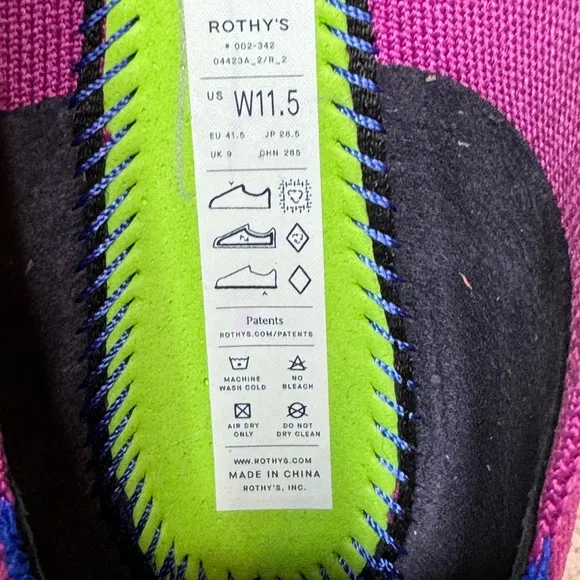 ROTHY'S
# 002-342
04423A_2/R_2
US W11.5
EU 41.5 JP 28.5
UK 9 CHN 265
Patents
ROTHYS.COM/PATENTS
MACHINE WASH COLD
NO BLEACH
AIR DRY ONLY
DO NOT DRY CLEAN
WWW.ROTHYS.COM
MADE IN CHINA
ROTHY'S, INC.